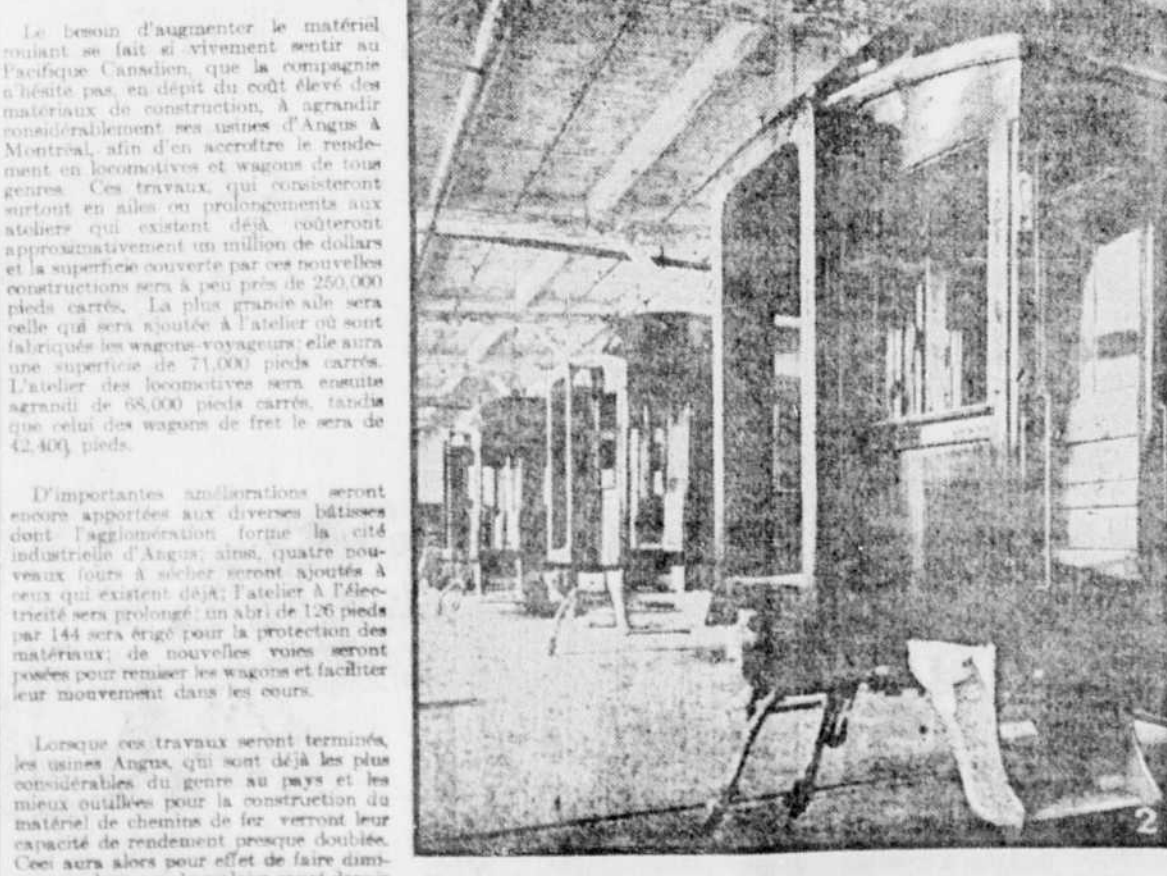 Le besoin d'augmenter le matériel
roulant se fait si vivement sentir au
Pacifique Canadien, que la compagnie
n'hésite pas, en dépit du coût élevé des
matériaux de construction, à agrandir
considérablement ses usines d'Angus à
Montréal, afin d'en accroître le rende-
ment en locomotives et wagons de tous
genres. Ces travaux, qui consisteront
surtout en ailes ou prolongements aux
ateliers qui existent déjà, coûteront
approximativement un million de dollars
et la superficie couverte par ces nouvelles
constructions sera à peu près de 250,000
pieds carrés. La plus grande aile sera
celle qui sera ajoutée à l'atelier où sont
fabriqués les wagons-voyageurs; elle aura
une superficie de 71,000 pieds carrés.
L'atelier des locomotives sera ensuite
agrandi de 68,000 pieds carrés, tandis
que celui des wagons de fret le sera de
42,400, pieds.
D'importantes améliorations seront
encore apportées aux diverses bâtisses
dont l'agglomération forme la cité
industrielle d'Angus; ainsi, quatre nou-
veaux fours à sécher seront ajoutés à
ceux qui existent déjà; l'atelier à l'élec-
tricité sera prolongé; un abri de 126 pieds
par 144 sera érigé pour la protection des
matériaux; de nouvelles voies seront
posées pour remiser les wagons et faciliter
leur mouvement dans les cours.
Lorsque ces travaux seront terminés,
les usines Angus, qui sont déjà les plus
considérables du genre au pays et les
mieux outillées pour la construction du
matériel de chemins de fer verront leur
capacité de rendement presque doublée.
Ceci aura alors pour effet de faire dimi-
2